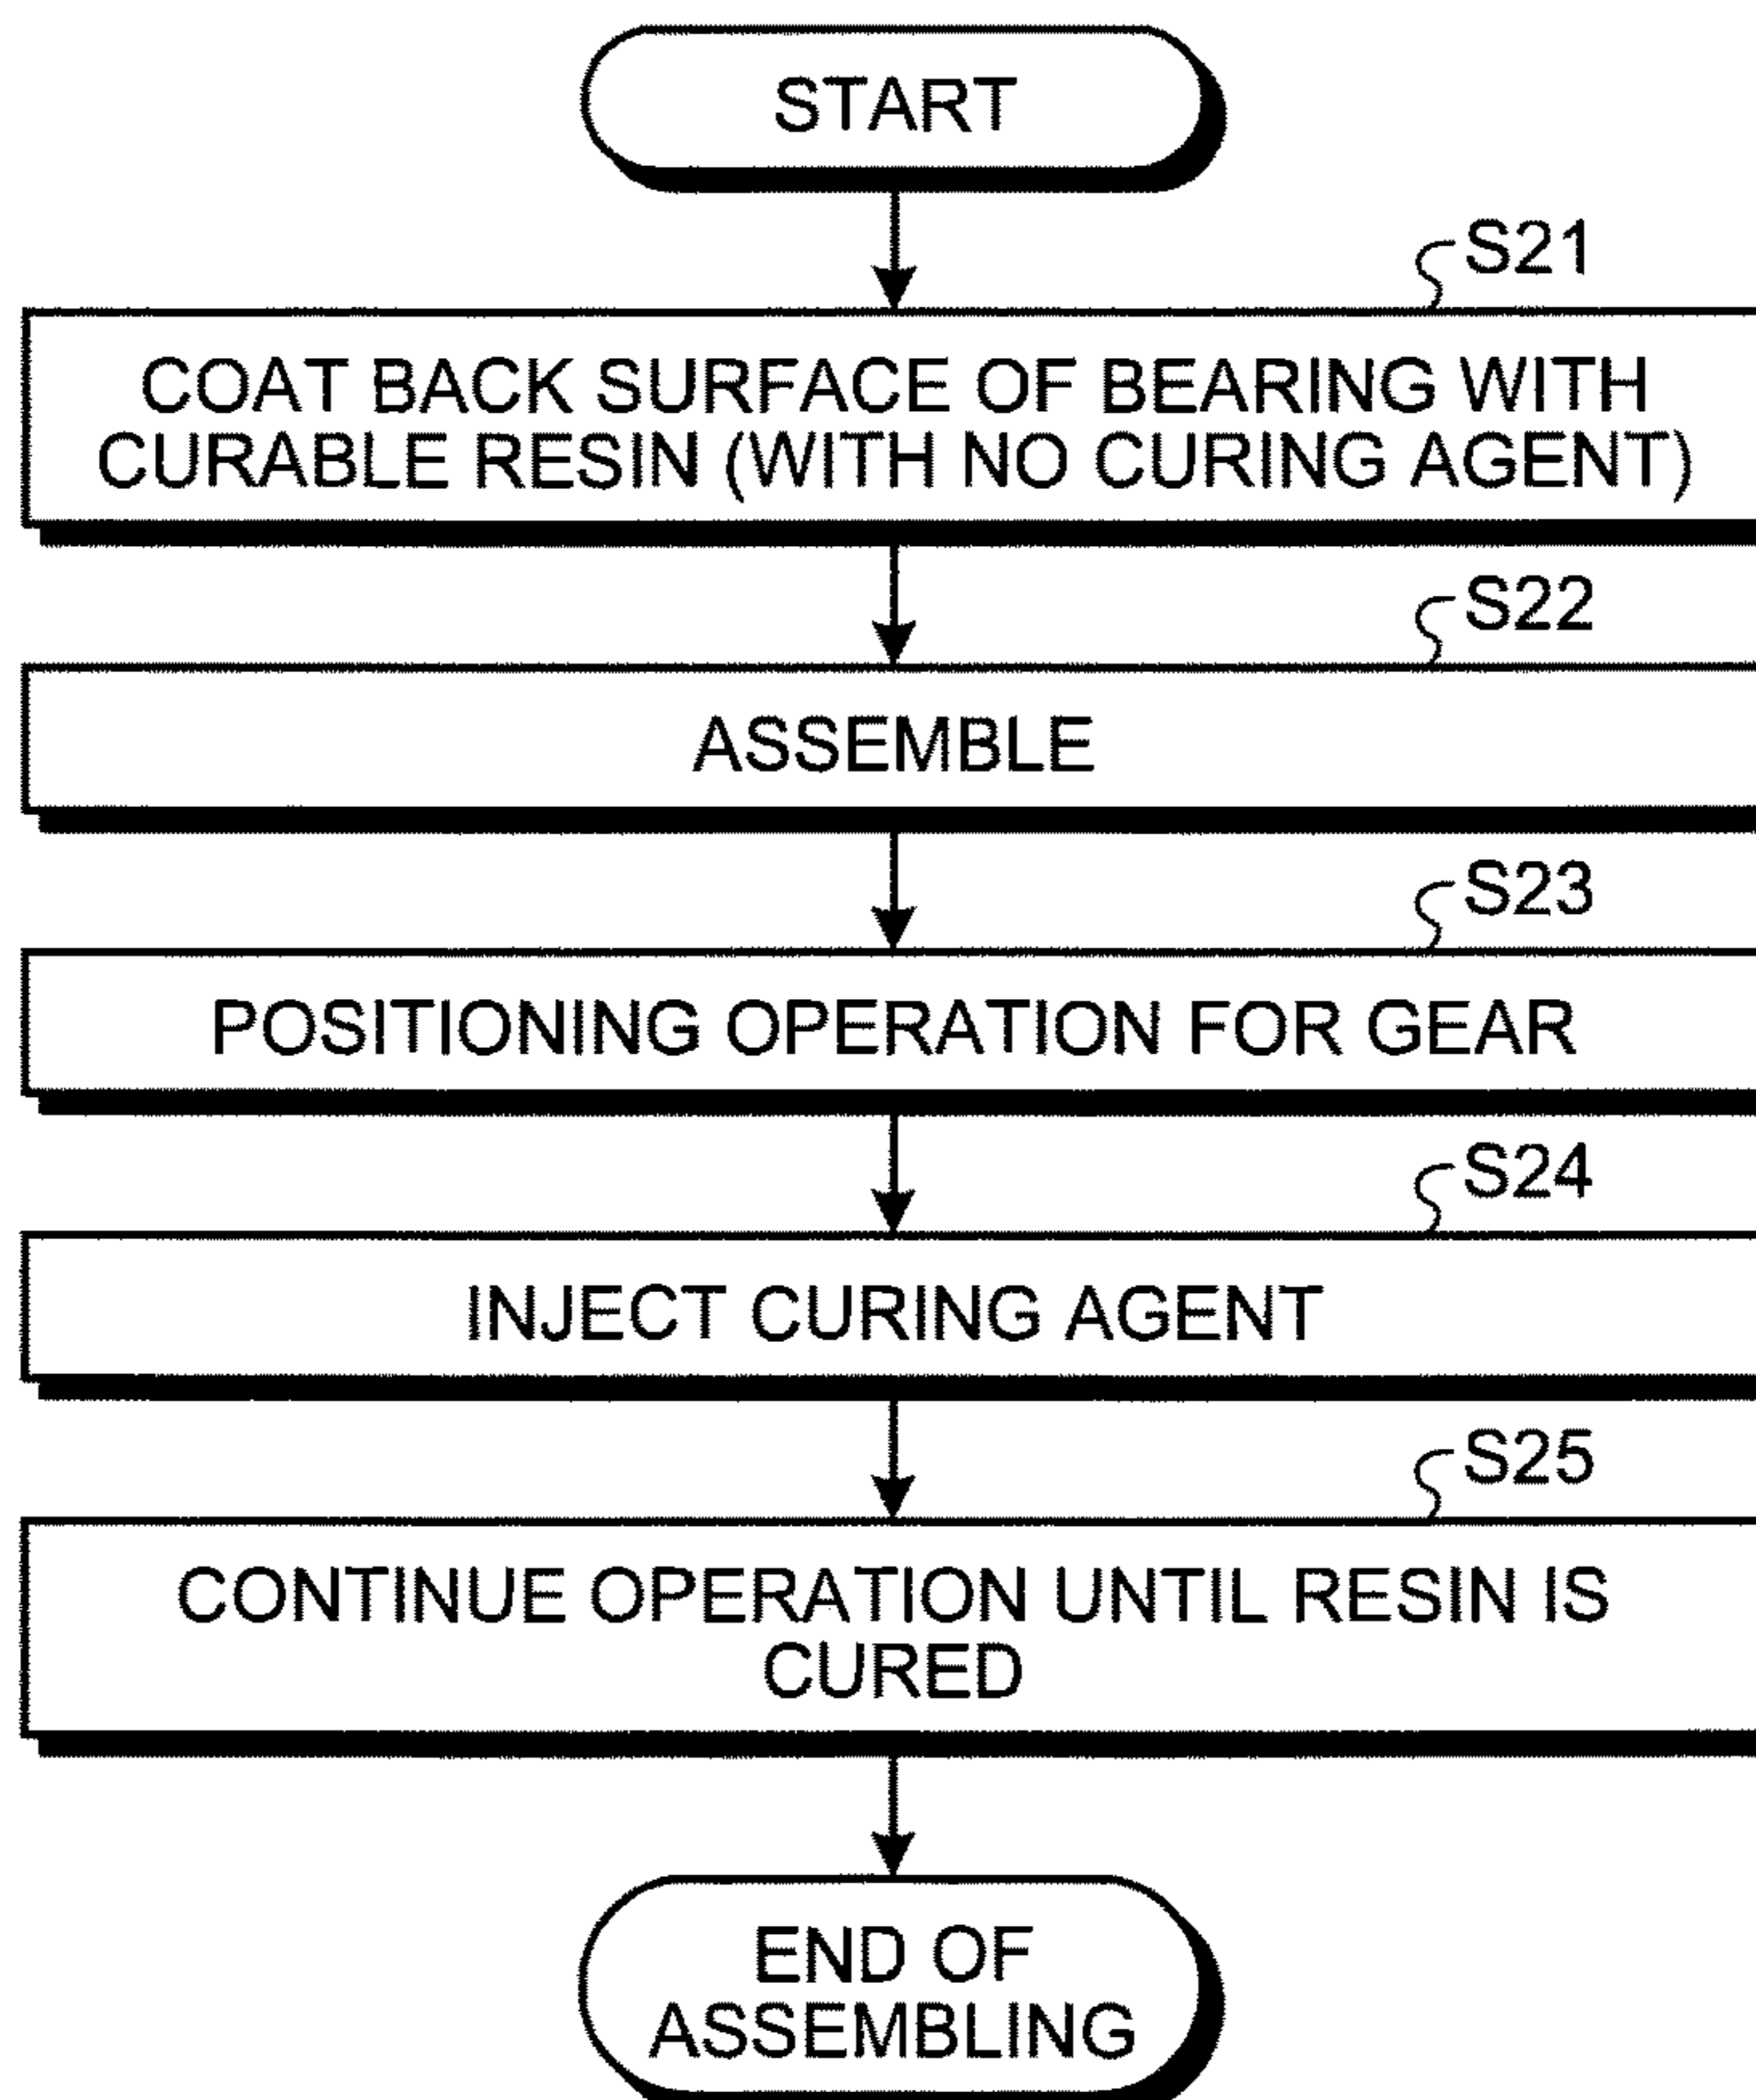 START
S21
COAT BACK SURFACE OF BEARING WITH
CURABLE RESIN (WITH NO CURING AGENT)
S22
ASSEMBLE
S23
POSITIONING OPERATION FOR GEAR
S24
INJECT CURING AGENT
S25
CONTINUE OPERATION UNTIL RESIN IS
CURED
END OF
ASSEMBLING